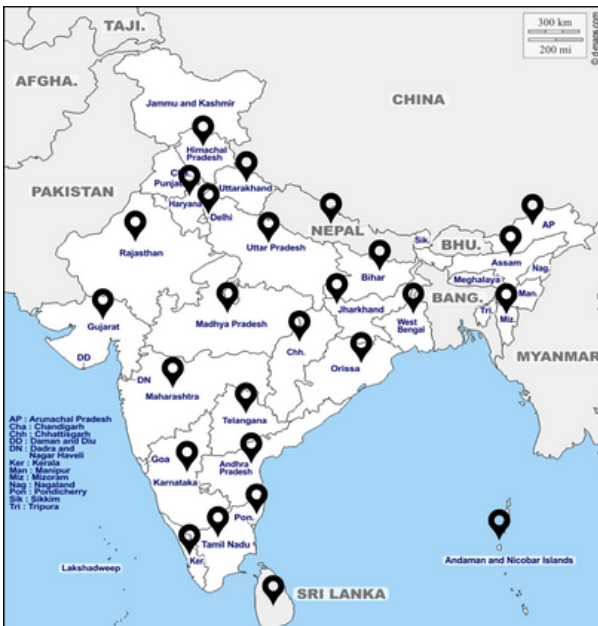 TAJI.
300 km
200 mi
© d-maps.com
AFGHA.
CHINA
Jammu and Kashmir
Himachal
Pradesh
Cha.
Punjab
Uttarakhand
PAKISTAN
Haryana
Delhi
NEPAL
AP
Rajasthan
Uttar Pradesh
Sik.
BHU.
Assam
Bihar
Nag.
Meghalaya
BANG.
Man.
Gujarat
Madhya Pradesh
Jharkhand
West
Bengal
Tri.
Miz.
DD
Chh.
Orissa
MYANMAR
DN
Maharashtra
Telangana
AP : Arunachal Pradesh
Cha : Chandigarh
Chh : Chhattisgarh
DD : Daman and Diu
DN : Dadra and
Nagar Haveli
Ker : Kerala
Man : Manipur
Miz : Mizoram
Nag : Nagaland
Pon : Pondicherry
Sik : Sikkim
Tri : Tripura
Goa
Karnataka
Andhra
Pradesh
Pon.
Tamil Nadu
Ker.
Lakshadweep
Andaman and Nicobar Islands
SRI LANKA